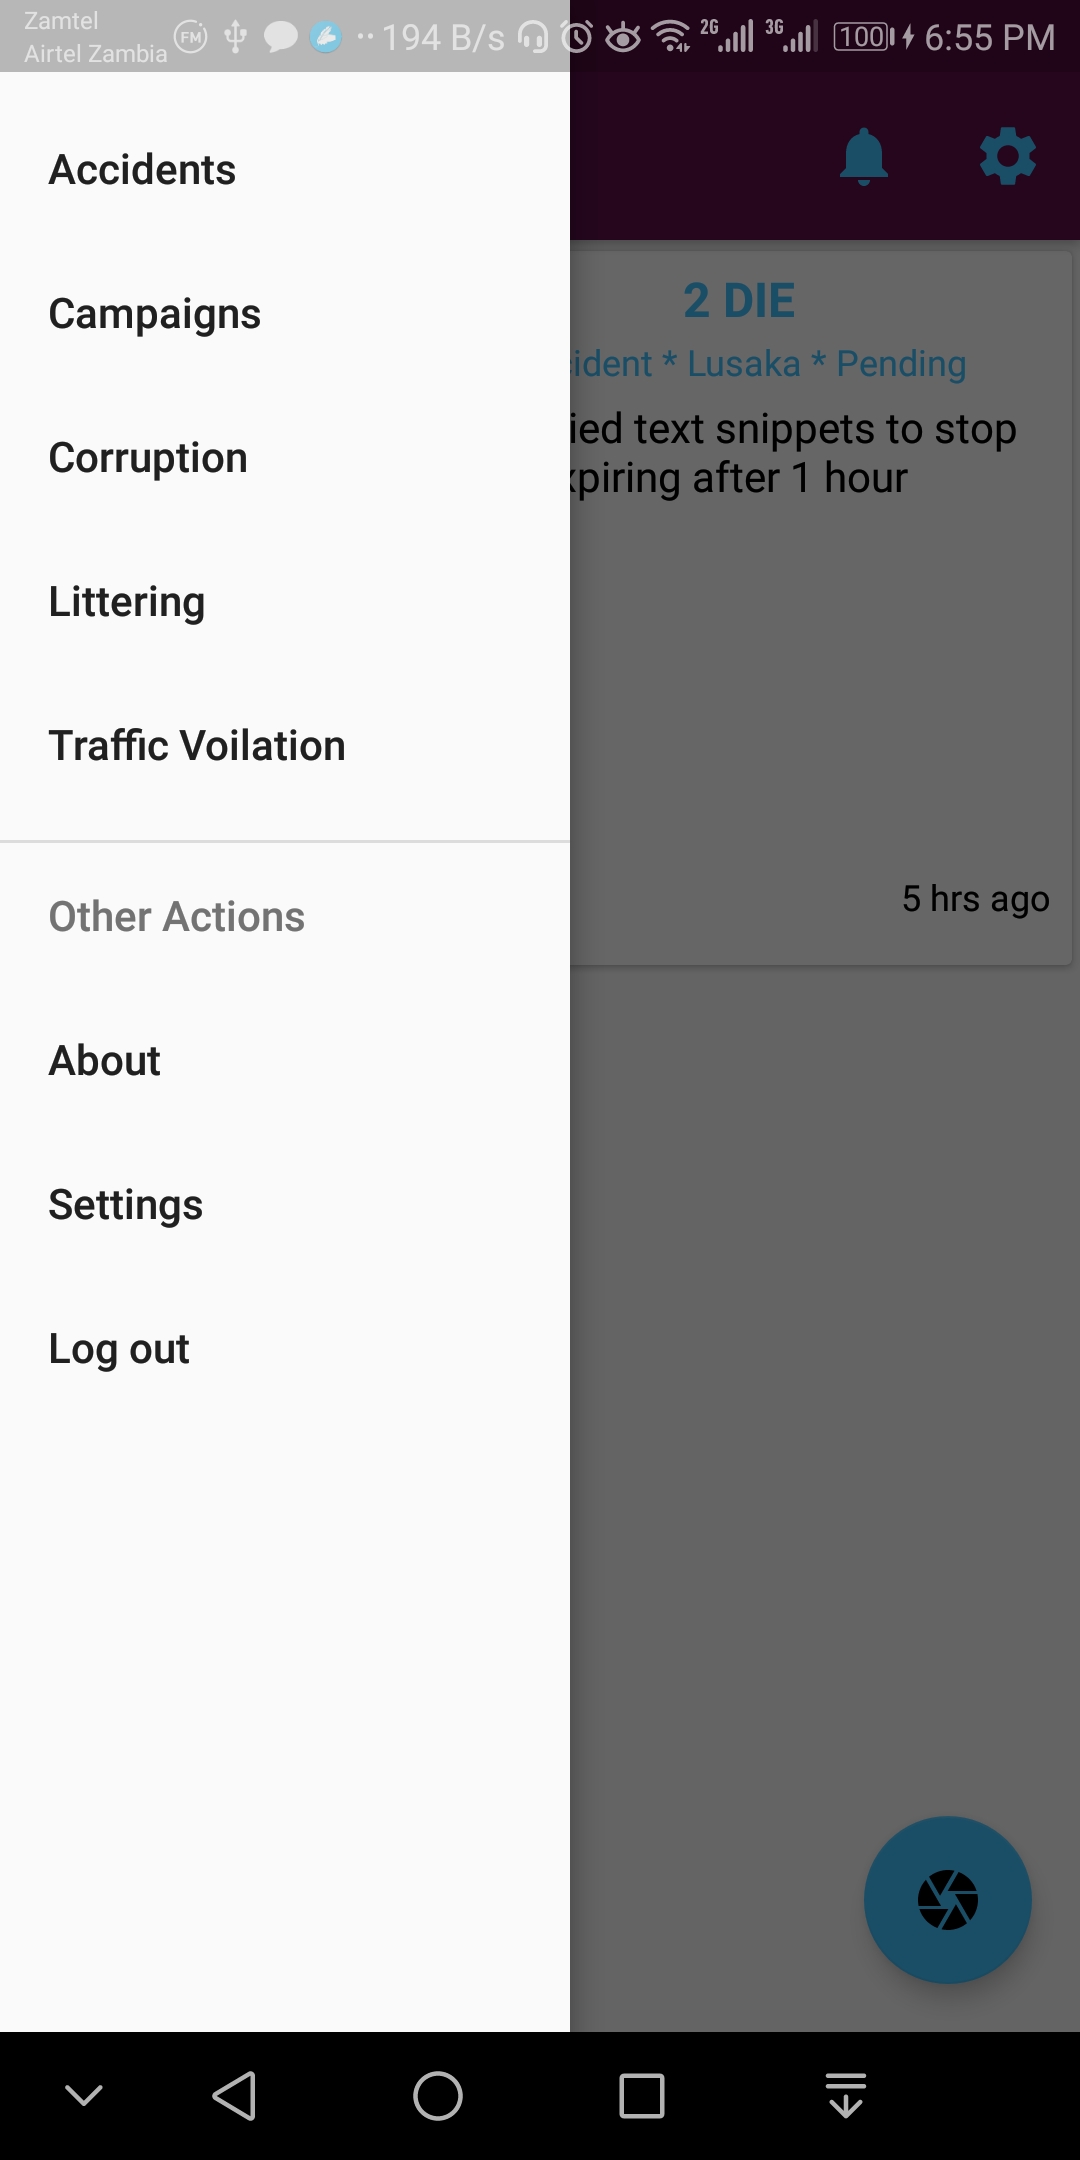 Zamtel
Airtel Zambia
FM
194 B/s
2G
3G
100
6:55 PM
Accidents
Campaigns
Corruption
Littering
Traffic Voilation
Other Actions
About
Settings
Log out
2 DIE
ident * Lusaka * Pending
ied text snippets to stop
xpiring after 1 hour
5 hrs ago